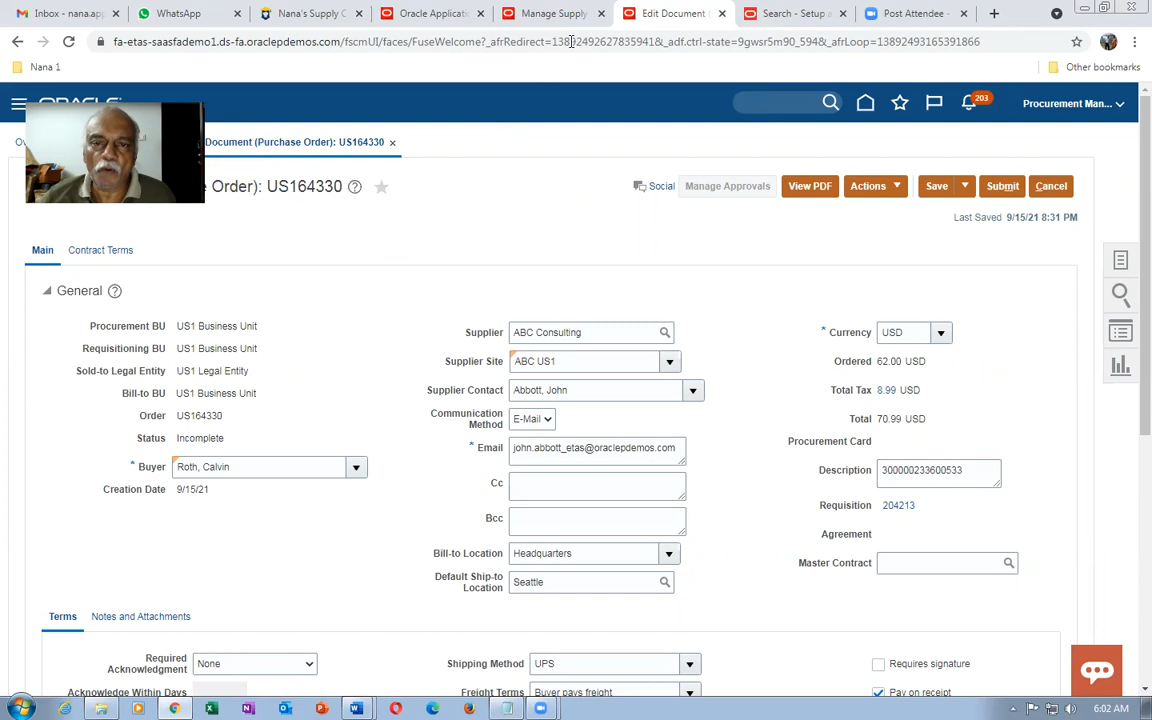 Inbox - nana.ap
WhatsApp
Nana's Supply C
Oracle Application
Manage Supply
Edit Document (
Search - Setup a
Post Attendee -
fa-etas-saasfademo1.ds-fa.oraclepdemos.com/fscmUI/faces/FuseWelcome?_afrRedirect=13892492627835941&_adf.ctrl-state=9gwsr5m90_594&_afrLoop=13892493165391866
Nana 1
Other bookmarks
203
Procurement Man...
Document (Purchase Order): US164330
e Order): US164330
Social
Manage Approvals
View PDF
Actions
Save
Submit
Cancel
Last Saved 9/15/21 8:31 PM
Main
Contract Terms
General
Procurement BU US1 Business Unit
Requisitioning BU US1 Business Unit
Sold-to Legal Entity US1 Legal Entity
Bill-to BU US1 Business Unit
Order US164330
Status Incomplete
* Buyer Roth, Calvin
Creation Date 9/15/21
Supplier ABC Consulting
Supplier Site ABC US1
Supplier Contact Abbott, John
Communication Method E-Mail
* Email john.abbott_etas@oraclepdemos.com
Cc
Bcc
Bill-to Location Headquarters
Default Ship-to Location Seattle
* Currency USD
Ordered 62.00 USD
Total Tax 8.99 USD
Total 70.99 USD
Procurement Card
Description 300000233600533
Requisition 204213
Agreement
Master Contract
Terms
Notes and Attachments
Required Acknowledgment None
Acknowledge Within Days
Shipping Method UPS
Freight Terms Buyer pays freight
Requires signature
Pay on receipt
6:02 AM